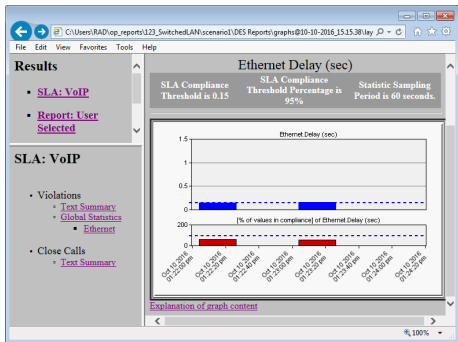 C:\Users\RAD\op_reports\123_SwitchedLAN\scenario1\DES Reports\graphs@10-10-2016_15.15.38\lay
File Edit View Favorites Tools Help
Results
SLA: VoIP
Report: User
Selected
SLA: VoIP
Violations
Text Summary
Global Statistics
Ethernet
Close Calls
Text Summary
Ethernet Delay (sec)
SLA Compliance
Threshold is 0.15
SLA Compliance
Threshold Percentage is
95%
Statistic Sampling
Period is 60 seconds.
Ethernet.Delay (sec)
1.5
1
0.5
0
[% of values in compliance] of Ethernet.Delay (sec)
200
0
Oct 10 2016
01:22:00 pm
Oct 10 2016
01:22:20 pm
Oct 10 2016
01:22:40 pm
Oct 10 2016
01:23:00 pm
Oct 10 2016
01:23:20 pm
Oct 10 2016
01:23:40 pm
Oct 10 2016
01:24:00 pm
Oct 10 2016
01:24:20 pm
Explanation of graph content
100%